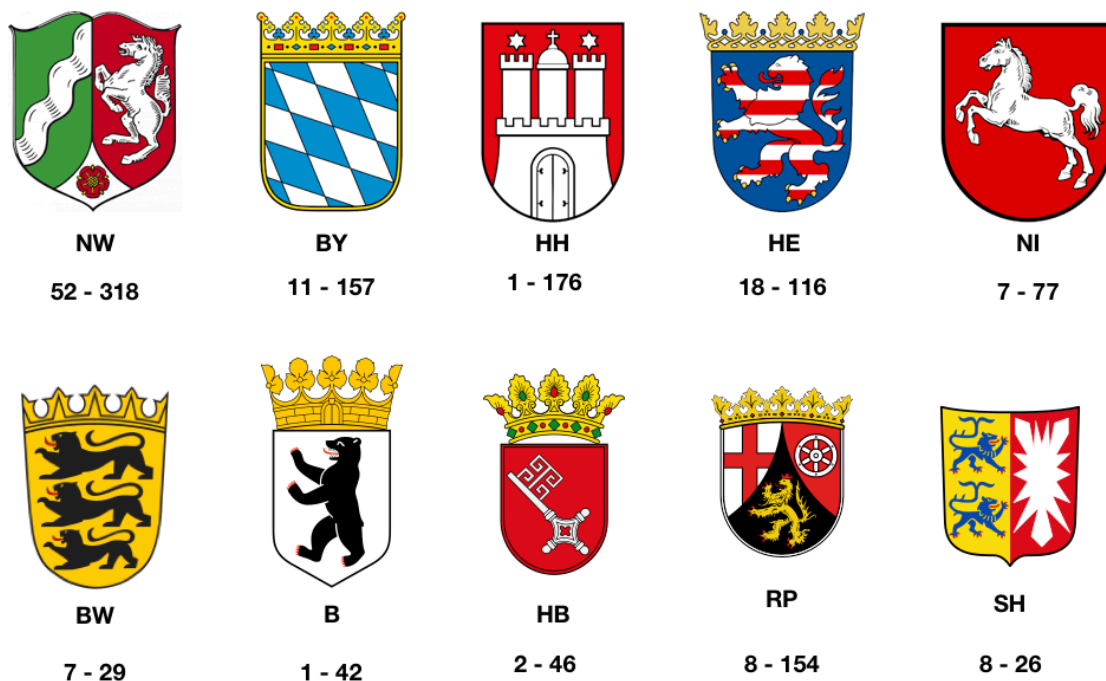 NW BY HH HE NI
52 - 318 11 - 157 1 - 176 18 - 116 7 - 77
BW B HB RP SH
7 - 29 1 - 42 2 - 46 8 - 154 8 - 26